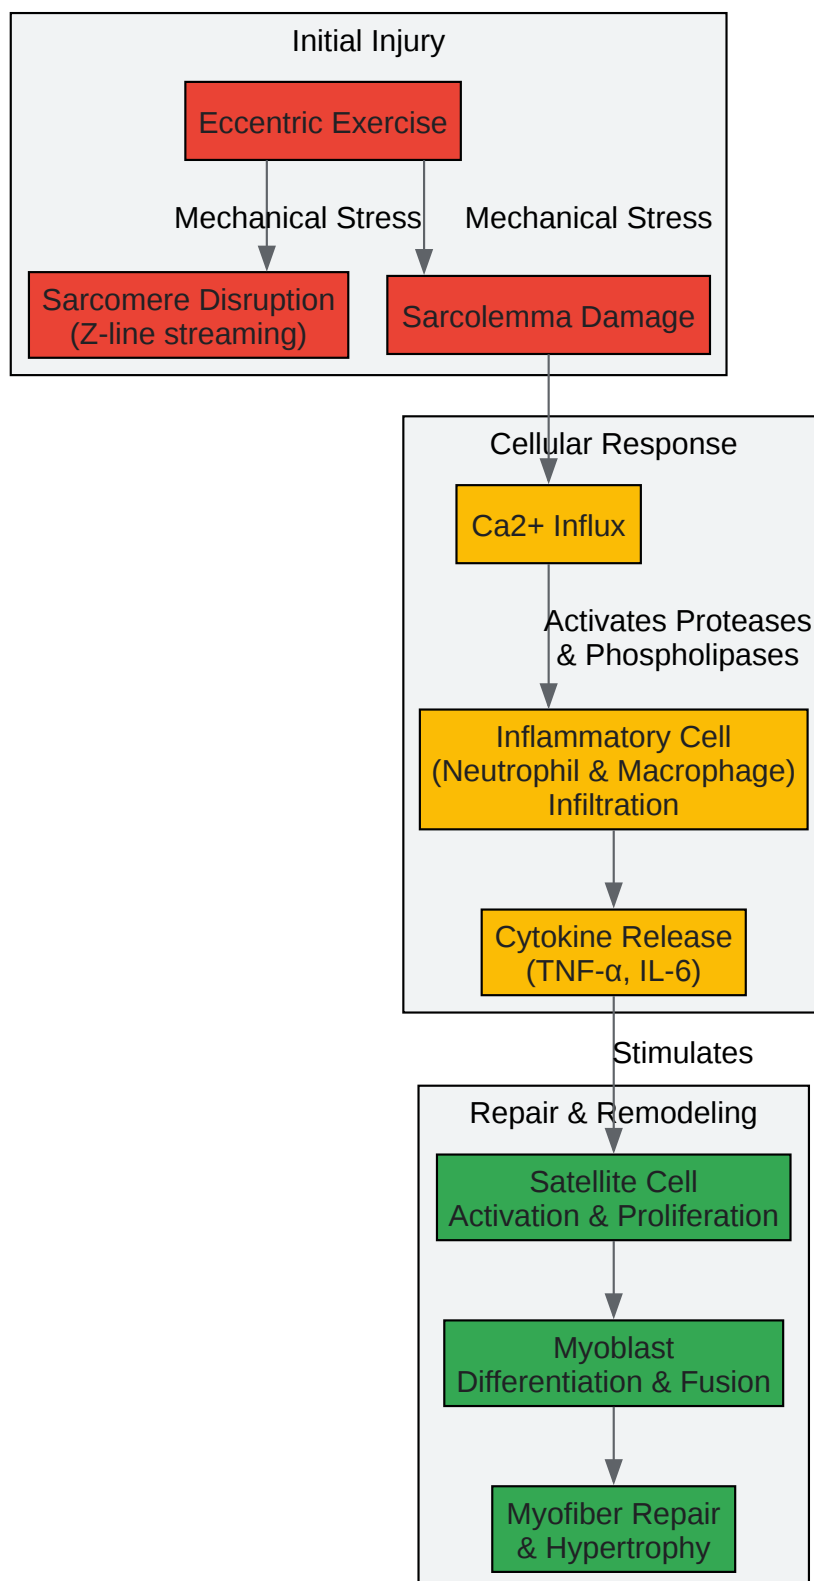 Initial Injury
Eccentric Exercise
Mechanical Stress
Mechanical Stress
Sarcomere Disruption
(Z-line streaming)
Sarcolemma Damage
Cellular Response
Ca2+ Influx
Activates Proteases
& Phospholipases
Inflammatory Cell
(Neutrophil & Macrophage)
Infiltration
Cytokine Release
(TNF-α, IL-6)
Stimulates
Repair & Remodeling
Satellite Cell
Activation & Proliferation
Myoblast
Differentiation & Fusion
Myofiber Repair
& Hypertrophy